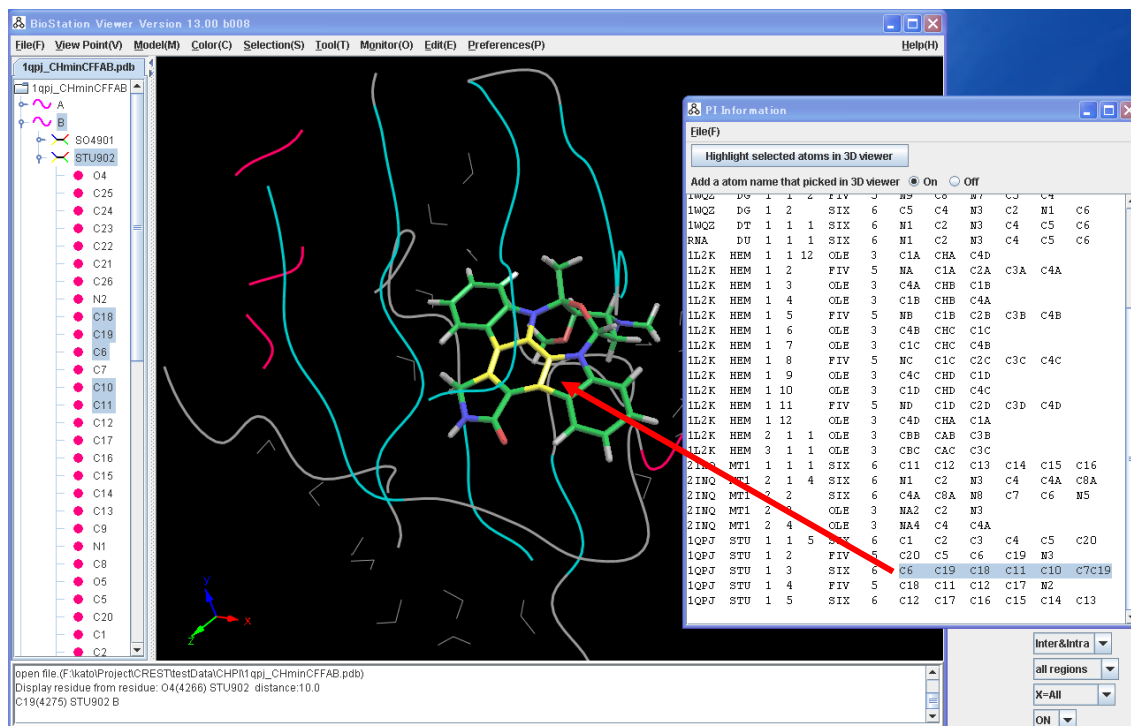 BioStation Viewer Version 13.00 b008
File(F) View Point(V) Model(M) Color(C) Selection(S) Tool(T) Monitor(O) Edit(E) Preferences(P) Help(H)
1qpj_CHminCFFAB.pdb
1qpj_CHminCFFAB
A
B
SO4901
STU902
O4
C25
C24
C23
C22
C21
C26
N2
C18
C19
C6
C7
C10
C11
C12
C17
C16
C15
C14
C13
C9
N1
C8
O5
C5
C20
C1
C2
Y
X
Z
PI Information
File(F)
Highlight selected atoms in 3D viewer
Add a atom name that picked in 3D viewer On Off
1WQZ DG 1 1 2 FIV 5 N9 C8 N7 C5 C4
1WQZ DG 1 2 SIX 6 C5 C4 N3 C2 N1 C6
1WQZ DT 1 1 1 SIX 6 N1 C2 N3 C4 C5 C6
RNA DU 1 1 1 SIX 6 N1 C2 N3 C4 C5 C6
1L2K HEM 1 1 12 OLE 3 C1A CHA C4D
1L2K HEM 1 2 FIV 5 NA C1A C2A C3A C4A
1L2K HEM 1 3 OLE 3 C4A CHB C1B
1L2K HEM 1 4 OLE 3 C1B CHB C4A
1L2K HEM 1 5 FIV 5 NB C1B C2B C3B C4B
1L2K HEM 1 6 OLE 3 C4B CHC C1C
1L2K HEM 1 7 OLE 3 C1C CHC C4B
1L2K HEM 1 8 FIV 5 NC C1C C2C C3C C4C
1L2K HEM 1 9 OLE 3 C4C CHD C1D
1L2K HEM 1 10 OLE 3 C1D CHD C4C
1L2K HEM 1 11 FIV 5 ND C1D C2D C3D C4D
1L2K HEM 1 12 OLE 3 C4D CHA C1A
1L2K HEM 2 1 1 OLE 3 CBB CAB C3B
1L2K HEM 3 1 1 OLE 3 CBC CAC C3C
2INQ MT1 1 1 1 SIX 6 C11 C12 C13 C14 C15 C16
2INQ MT1 2 1 4 SIX 6 N1 C2 N3 C4 C4A C8A
2INQ MT1 2 2 SIX 6 C4A C8A N8 C7 C6 N5
2INQ MT1 2 3 OLE 3 NA2 C2 N3
2INQ MT1 2 4 OLE 3 NA4 C4 C4A
1QPJ STU 1 1 5 SIX 6 C1 C2 C3 C4 C5 C20
1QPJ STU 1 2 FIV 5 C20 C5 C6 C19 N3
1QPJ STU 1 3 SIX 6 C6 C19 C18 C11 C10 C7C19
1QPJ STU 1 4 FIV 5 C18 C11 C12 C17 N2
1QPJ STU 1 5 SIX 6 C12 C17 C16 C15 C14 C13
Inter&Intra
all regions
X=All
ON
open file.(F:\kato\Project\CREST\testData\CHPI\1qpj_CHminCFFAB.pdb)
Display residue from residue: O4(4266) STU902 distance:10.0
C19(4275) STU902 B